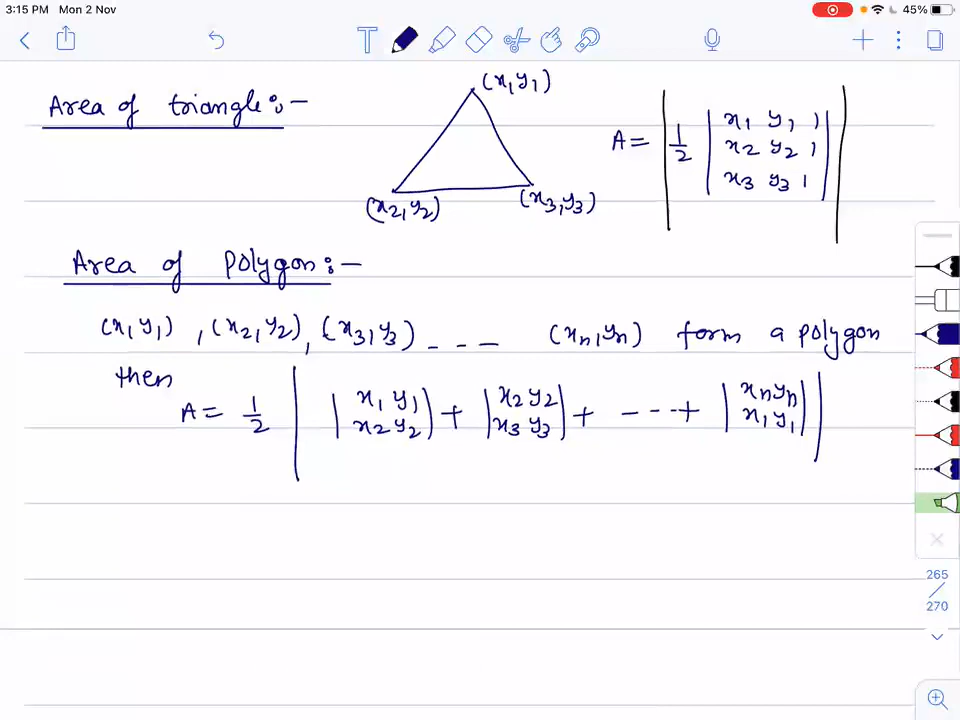 3:15 PM Mon 2 Nov 45%
T
Area of triangle:-
(x1 y1)
(x2, y2) (x3, y3)
A = | 1/2 | x1 y1 1
x2 y2 1
x3 y3 1 | |
Area of polygon:-
(x1 y1) , (x2, y2) , (x3, y3) - - - (xn, yn) form a polygon
then
A = 1/2 | | x1 y1 x2 y2 | + | x2 y2 x3 y3 | + - - - + | xn yn x1 y1 | |
265
270